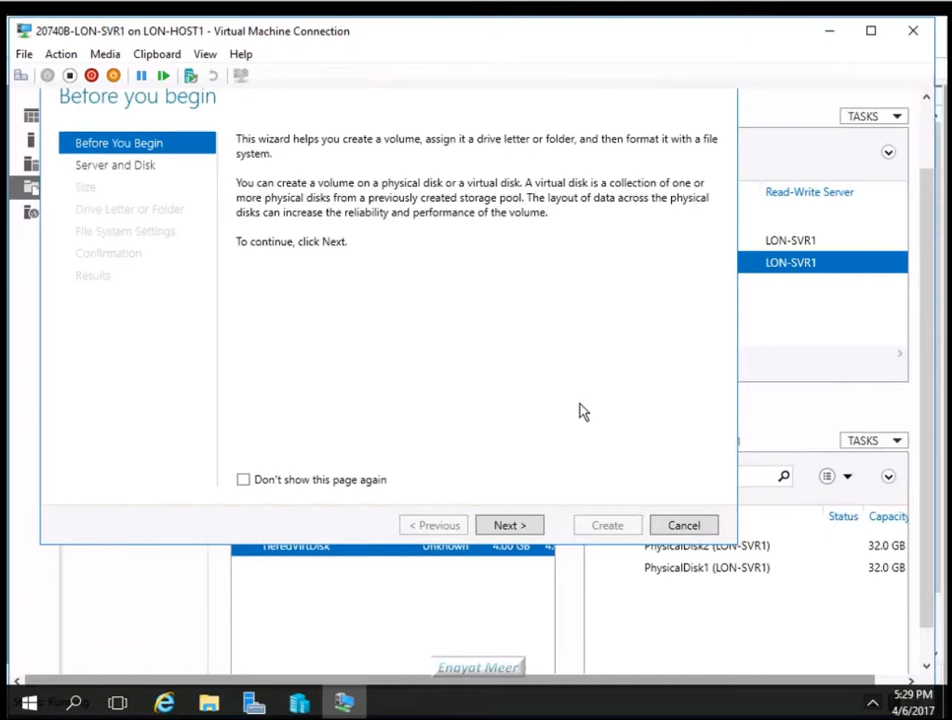 20740B-LON-SVR1 on LON-HOST1 - Virtual Machine Connection
File Action Media Clipboard View Help
Before you begin
TASKS
Before You Begin
Server and Disk
Size
Drive Letter or Folder
File System Settings
Confirmation
Results
This wizard helps you create a volume, assign it a drive letter or folder, and then format it with a file
system.
You can create a volume on a physical disk or a virtual disk. A virtual disk is a collection of one or
more physical disks from a previously created storage pool. The layout of data across the physical
disks can increase the reliability and performance of the volume.
To continue, click Next.
Don't show this page again
< Previous Next > Create Cancel
Read-Write Server
LON-SVR1
LON-SVR1
TASKS
Status Capacity
TieredVirtDisk Unknown 4.00 GB
PhysicalDisk2 (LON-SVR1) 32.0 GB
PhysicalDisk1 (LON-SVR1) 32.0 GB
Enayat Meer
5:29 PM
4/6/2017